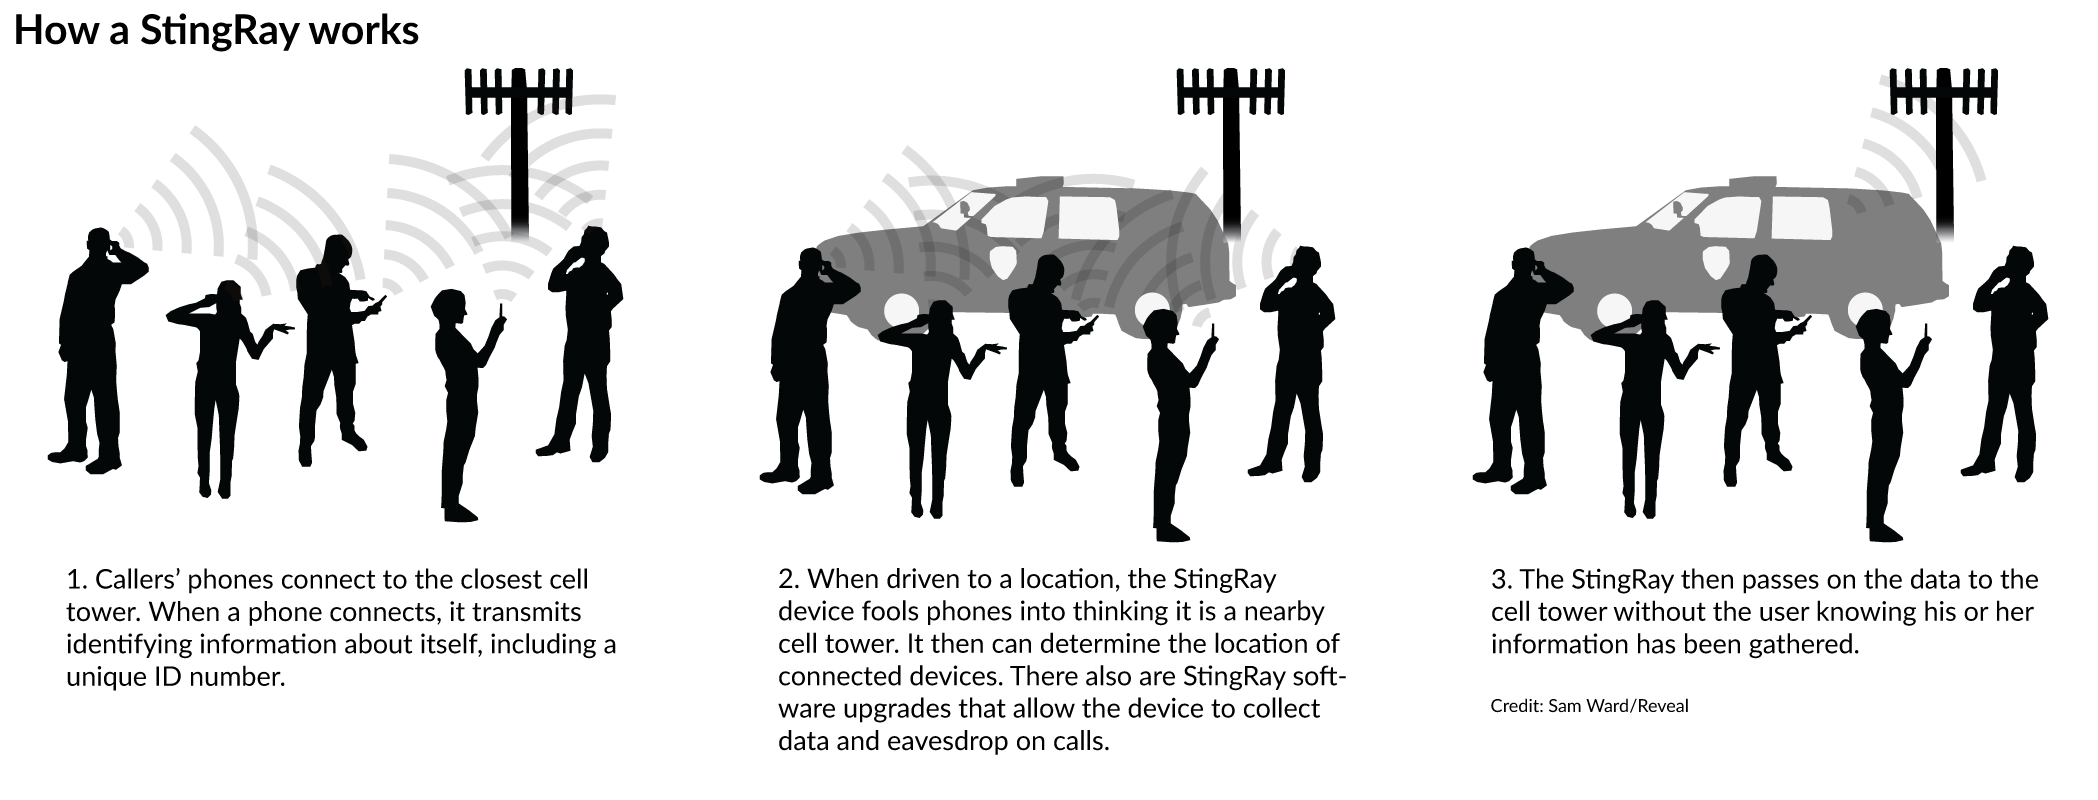 How a StingRay works
1. Callers’ phones connect to the closest cell
tower. When a phone connects, it transmits
identifying information about itself, including a
unique ID number.
2. When driven to a location, the StingRay
device fools phones into thinking it is a nearby
cell tower. It then can determine the location of
connected devices. There also are StingRay soft-
ware upgrades that allow the device to collect
data and eavesdrop on calls.
3. The StingRay then passes on the data to the
cell tower without the user knowing his or her
information has been gathered.
Credit: Sam Ward/Reveal